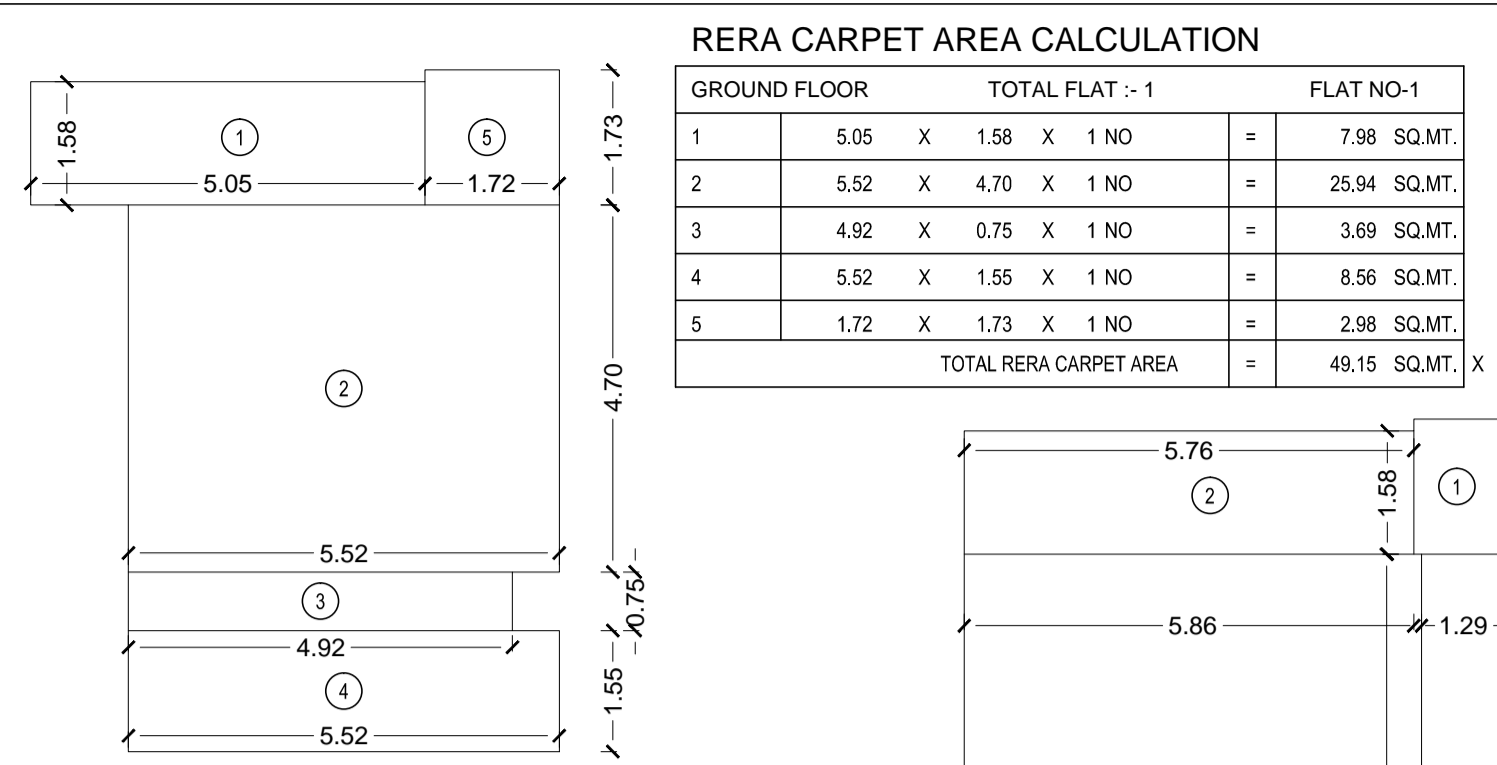 RERA CARPET AREA CALCULATION
GROUND FLOOR TOTAL FLAT :- 1 FLAT NO-1
1 5.05 X 1.58 X 1 NO = 7.98 SQ.MT.
2 5.52 X 4.70 X 1 NO = 25.94 SQ.MT.
3 4.92 X 0.75 X 1 NO = 3.69 SQ.MT.
4 5.52 X 1.55 X 1 NO = 8.56 SQ.MT.
5 1.72 X 1.73 X 1 NO = 2.98 SQ.MT.
TOTAL RERA CARPET AREA = 49.15 SQ.MT. X
1.58
1
5
1.73
5.05
1.72
2
4.70
5.52
3
0.75
4.92
4
1.55
5.52
5.76
2
1.58
1
5.86
1.29